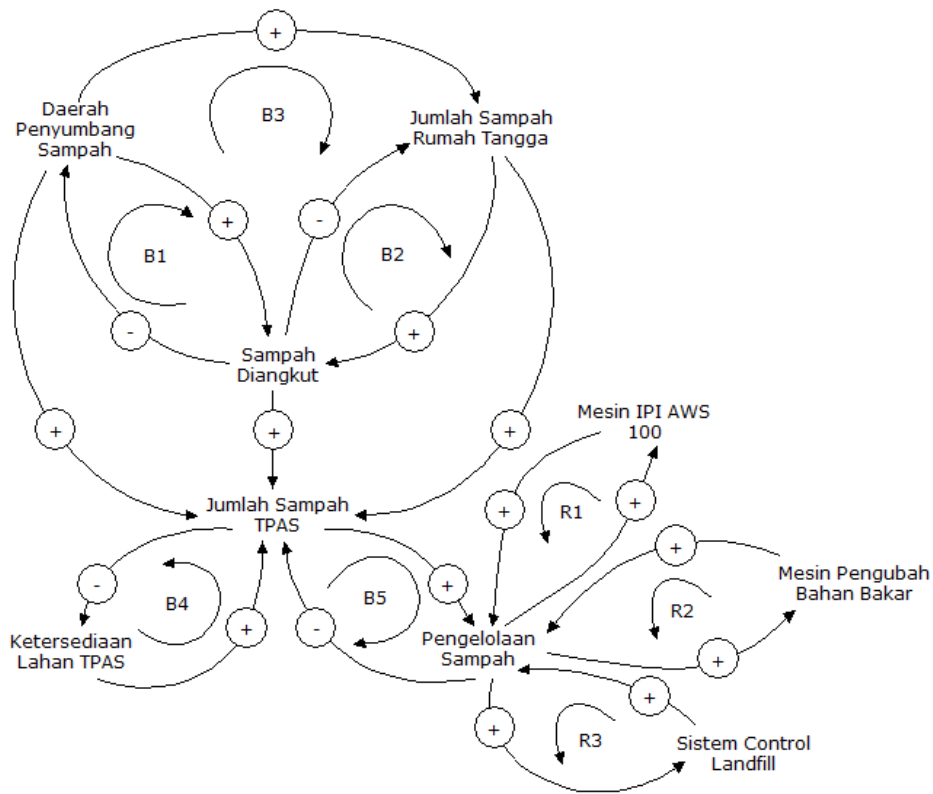 +
B3
Daerah
Penyumbang
Sampah
Jumlah Sampah
Rumah Tangga
+
-
B1
B2
-
+
Sampah
Diangkut
+
+
+
Mesin IPI AWS
100
Jumlah Sampah
TPAS
+
+
R1
+
Mesin Pengubah
Bahan Bakar
-
+
B4
B5
R2
+
-
Ketersediaan
Lahan TPAS
Pengelolaan
Sampah
+
+
+
R3
Sistem Control
Landfill